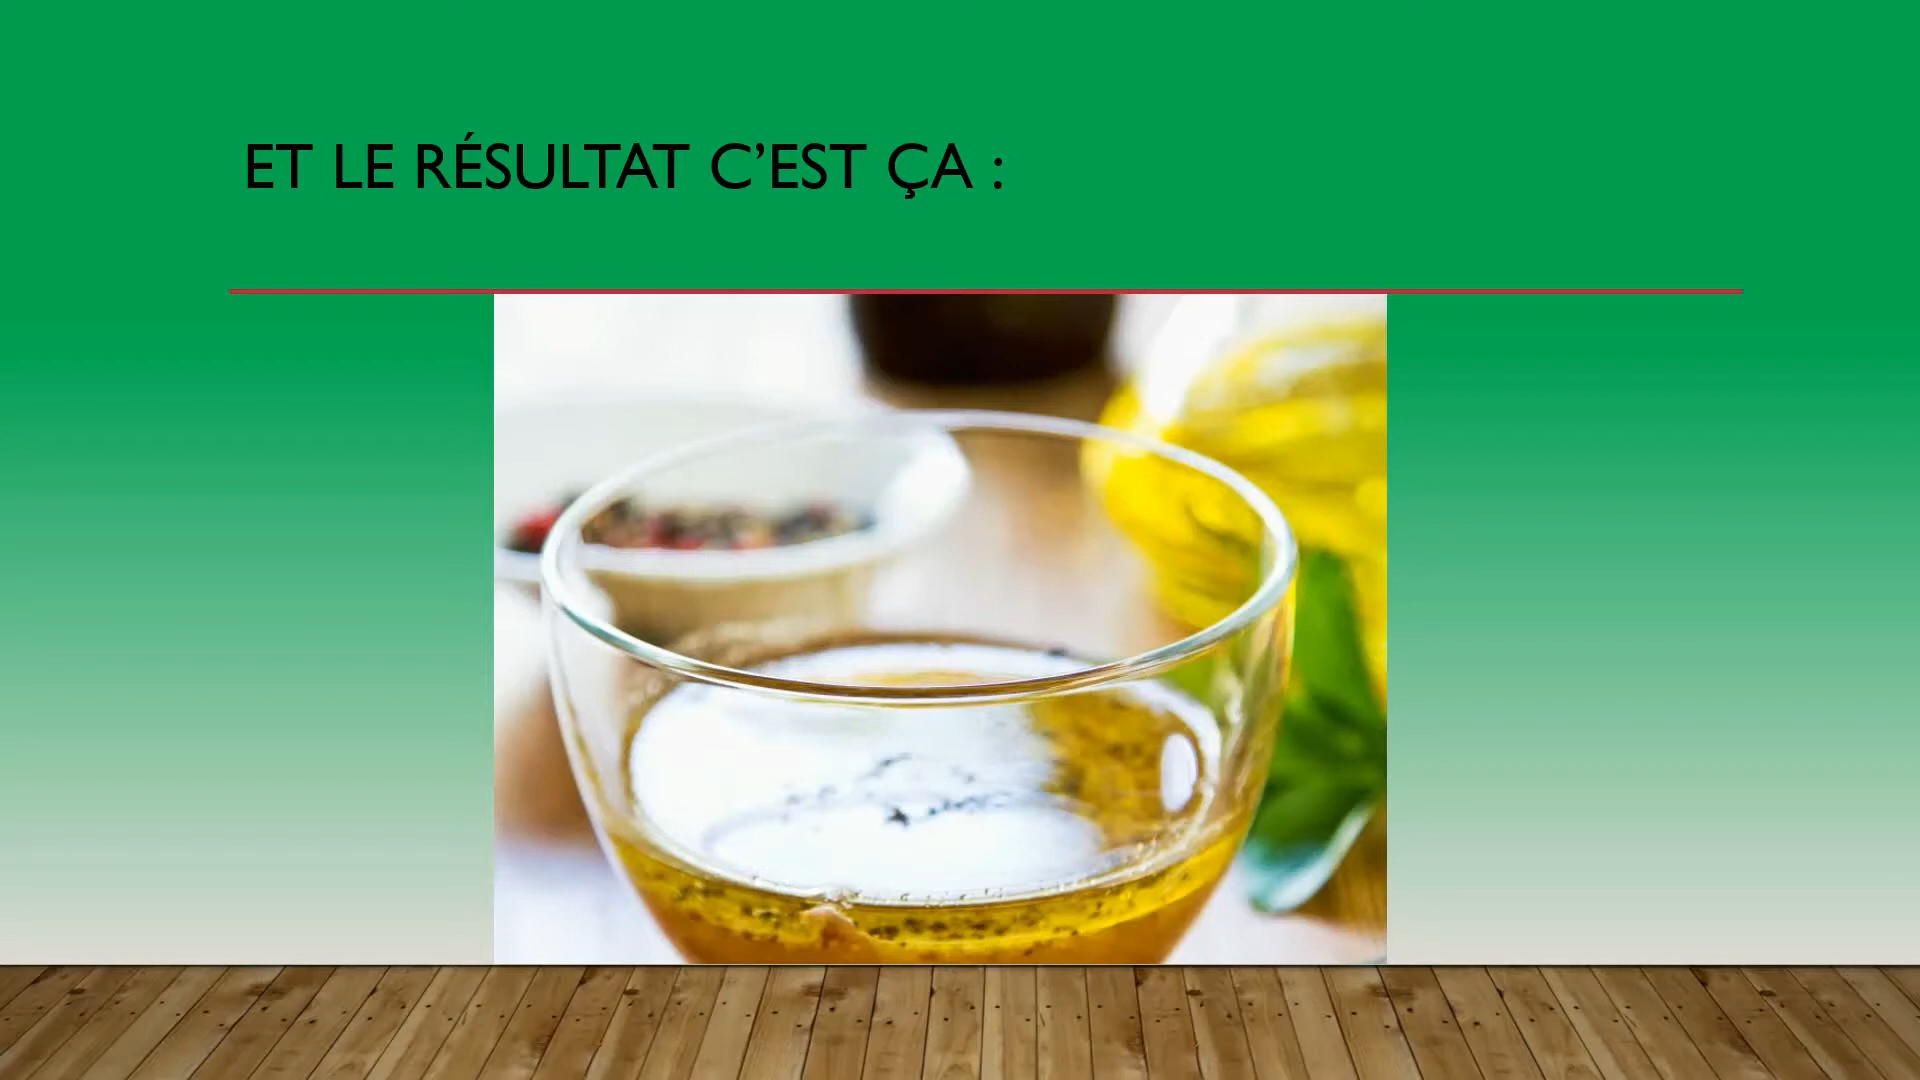 ET LE RÉSULTAT C’EST ÇA :